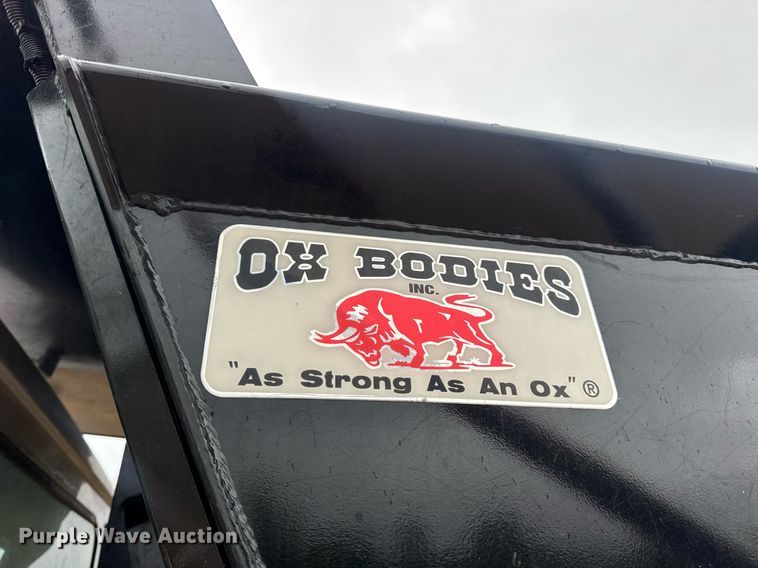 OX BODIES
INC.
"As Strong As An Ox"®
Purple Wave Auction